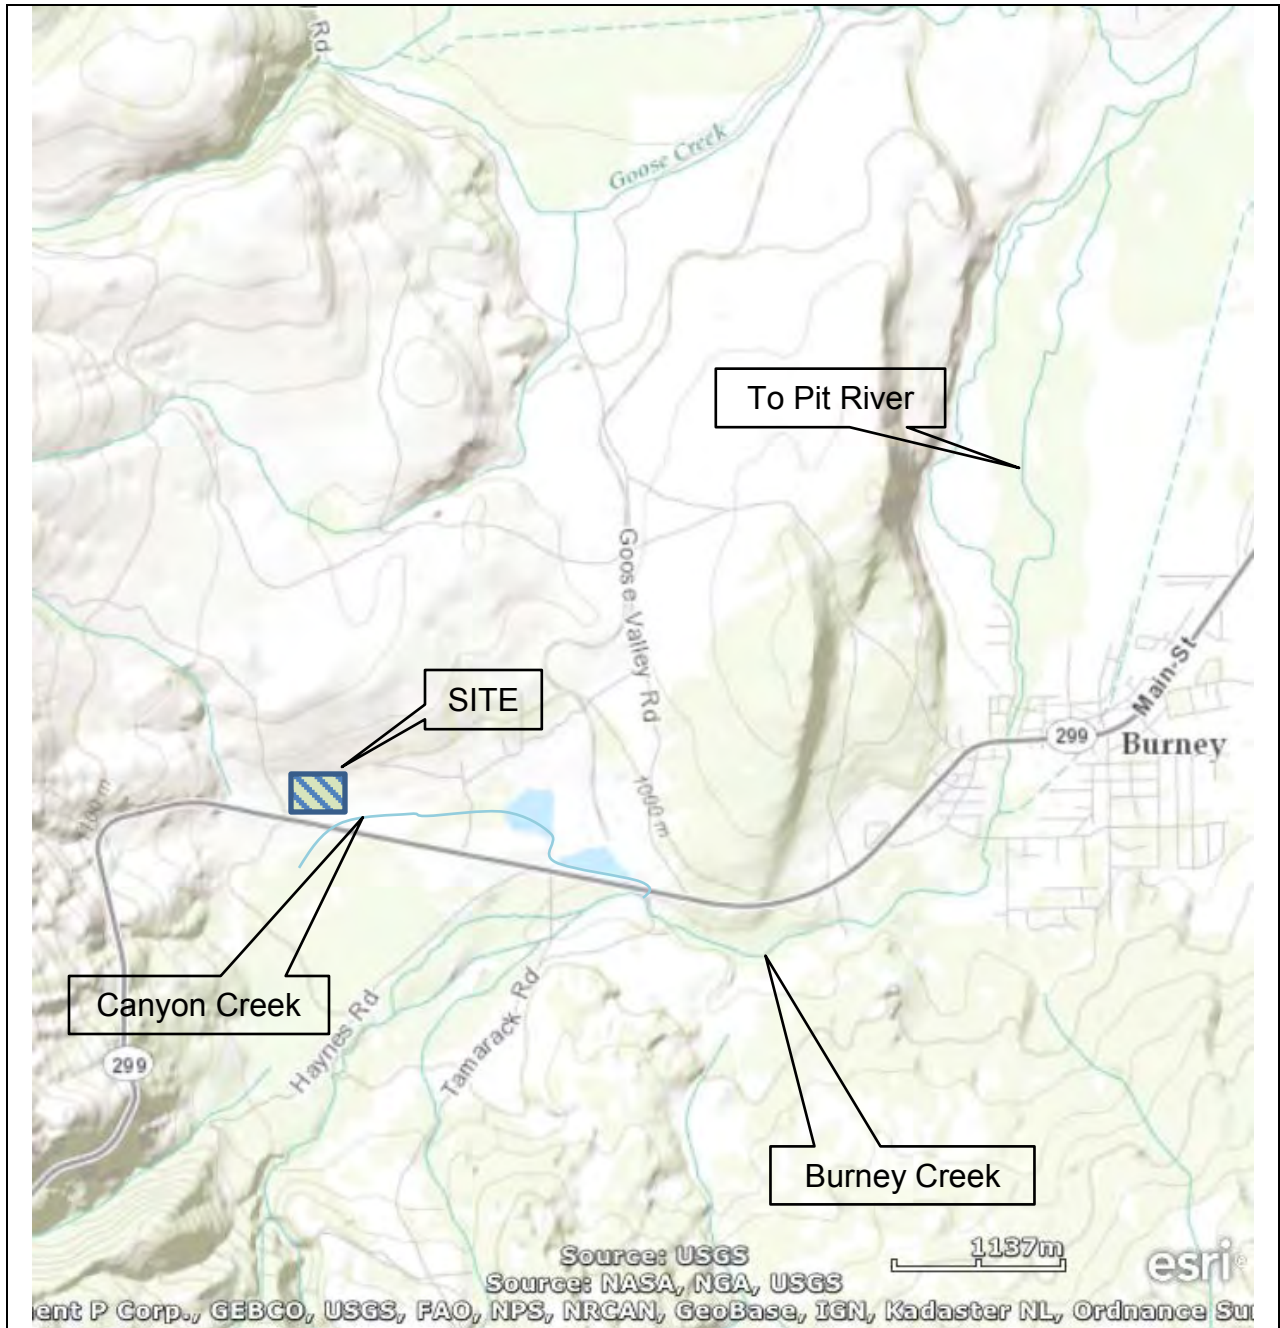 Rd
Goose Creek
To Pit River
Goose Valley Rd
Main St
SITE
299
Burney
1000 m
Canyon Creek
Haynes Rd
Tamarack Rd
299
Burney Creek
1137m
Source: USGS
Source: NASA, NGA, USGS
esri
ent P Corp., GEBCO, USGS, FAO, NPS, NRCAN, GeoBase, IGN, Kadaster NL, Ordnance Su